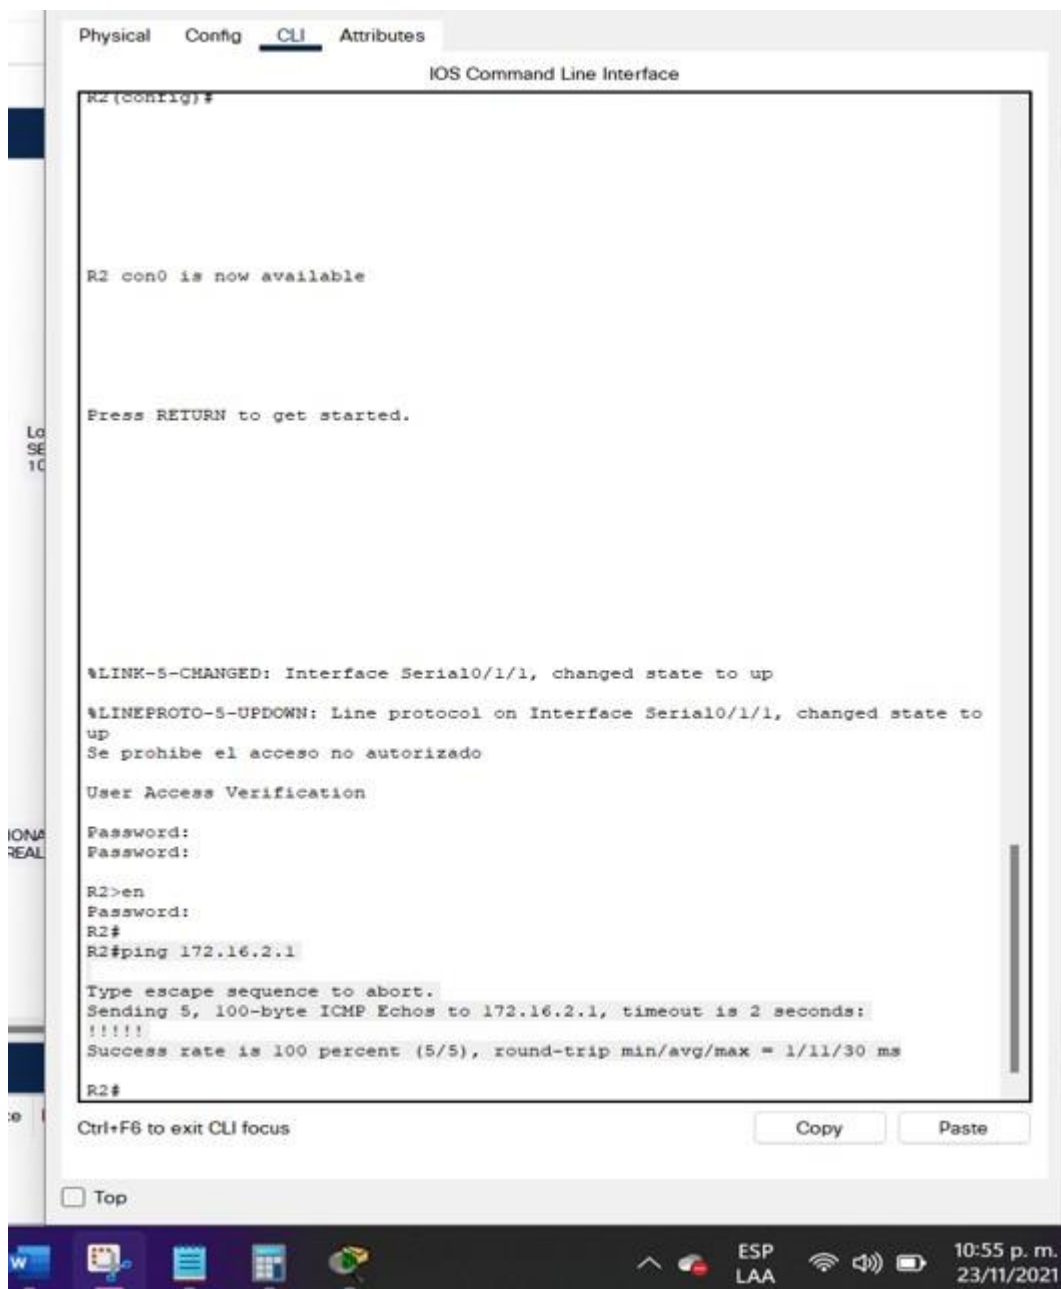 Physical Config CLI Attributes
IOS Command Line Interface
R2(config)#
R2 con0 is now available
Press RETURN to get started.
Lo
SE
10
%LINK-5-CHANGED: Interface Serial0/1/1, changed state to up
%LINEPROTO-5-UPDOWN: Line protocol on Interface Serial0/1/1, changed state to
up
Se prohibe el acceso no autorizado
User Access Verification
IONA
REAL
Password:
Password:
R2>en
Password:
R2#
R2#ping 172.16.2.1
Type escape sequence to abort.
Sending 5, 100-byte ICMP Echos to 172.16.2.1, timeout is 2 seconds:
!!!!!
Success rate is 100 percent (5/5), round-trip min/avg/max = 1/11/30 ms
R2#
Ctrl+F6 to exit CLI focus
Copy Paste
Top
W
ESP
LAA
10:55 p. m.
23/11/2021